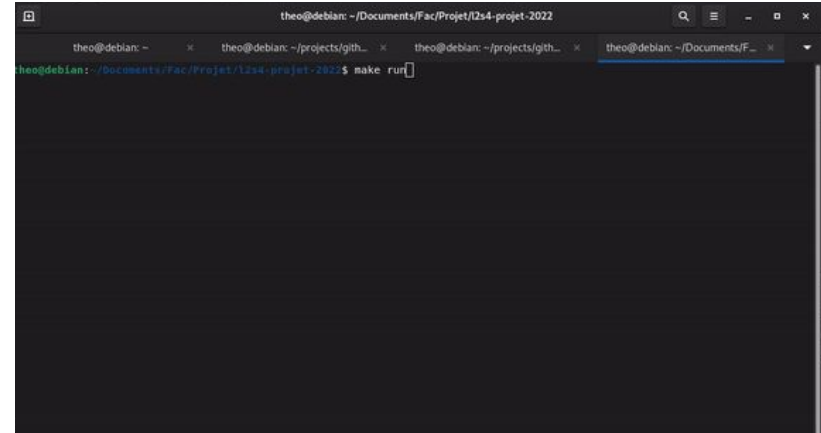 theo@debian: ~/Documents/Fac/Projet/l2s4-projet-2022
theo@debian: ~ theo@debian: ~/projects/gith... theo@debian: ~/projects/gith... theo@debian: ~/Documents/F...
theo@debian:~/Documents/Fac/Projet/l2s4-projet-2022$ make run